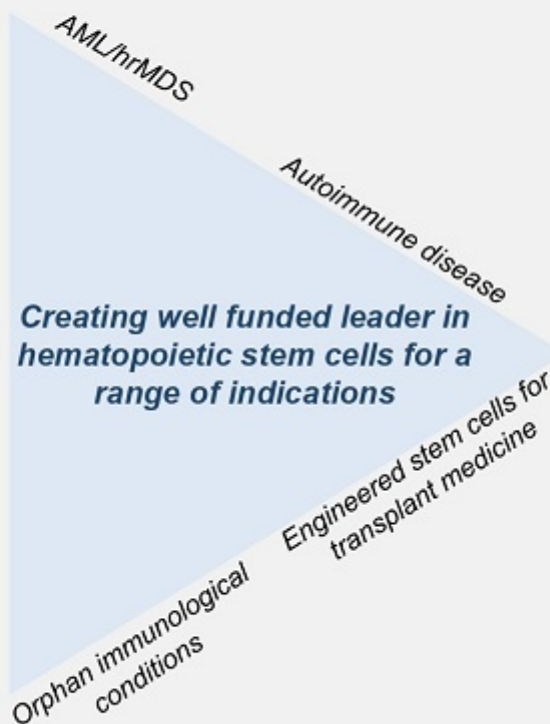 AML/hrMDS
Autoimmune disease
Creating well funded leader in
hematopoietic stem cells for a
range of indications
Engineered stem cells for
transplant medicine
Orphan immunological
conditions